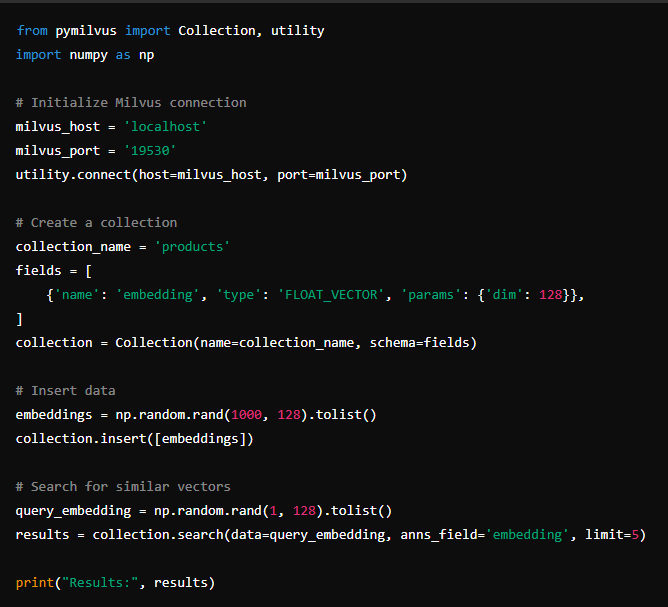 from pymilvus import Collection, utility
import numpy as np
# Initialize Milvus connection
milvus_host = 'localhost'
milvus_port = '19530'
utility.connect(host=milvus_host, port=milvus_port)
# Create a collection
collection_name = 'products'
fields = [
    {'name': 'embedding', 'type': 'FLOAT_VECTOR', 'params': {'dim': 128}},
]
collection = Collection(name=collection_name, schema=fields)
# Insert data
embeddings = np.random.rand(1000, 128).tolist()
collection.insert([embeddings])
# Search for similar vectors
query_embedding = np.random.rand(1, 128).tolist()
results = collection.search(data=query_embedding, anns_field='embedding', limit=5)
print("Results:", results)